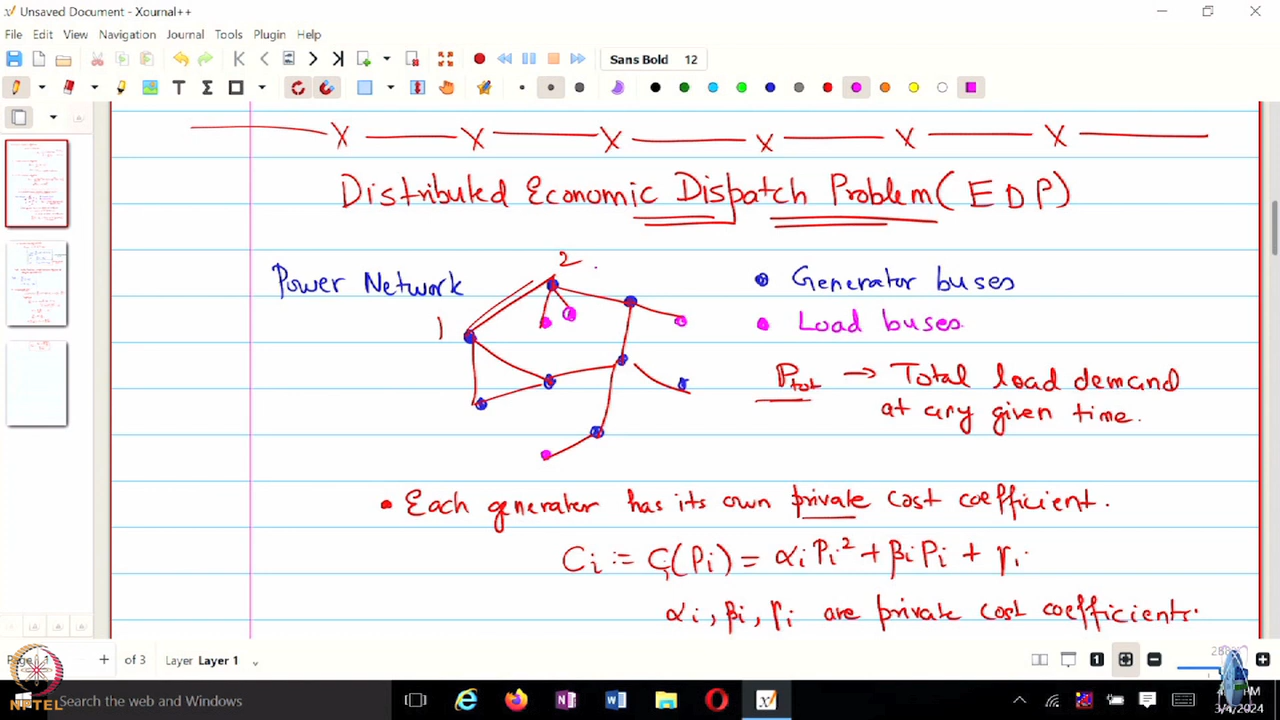 Unsaved Document - Xournal++
File Edit View Navigation Journal Tools Plugin Help
Sans Bold 12
X X X X X X
Distributed Economic Dispatch Problem (EDP)
Power Network
2
1
Generator buses
Load buses.
Ptot → Total load demand
at any given time.
• Each generator has its own private cost coefficient.
Ci := Ci(Pi) = αiPi² + βiPi + γi
αi, βi, γi are private cost coefficients.
of 3 Layer Layer 1
NPTEL
Search the web and Windows
3/4/2024